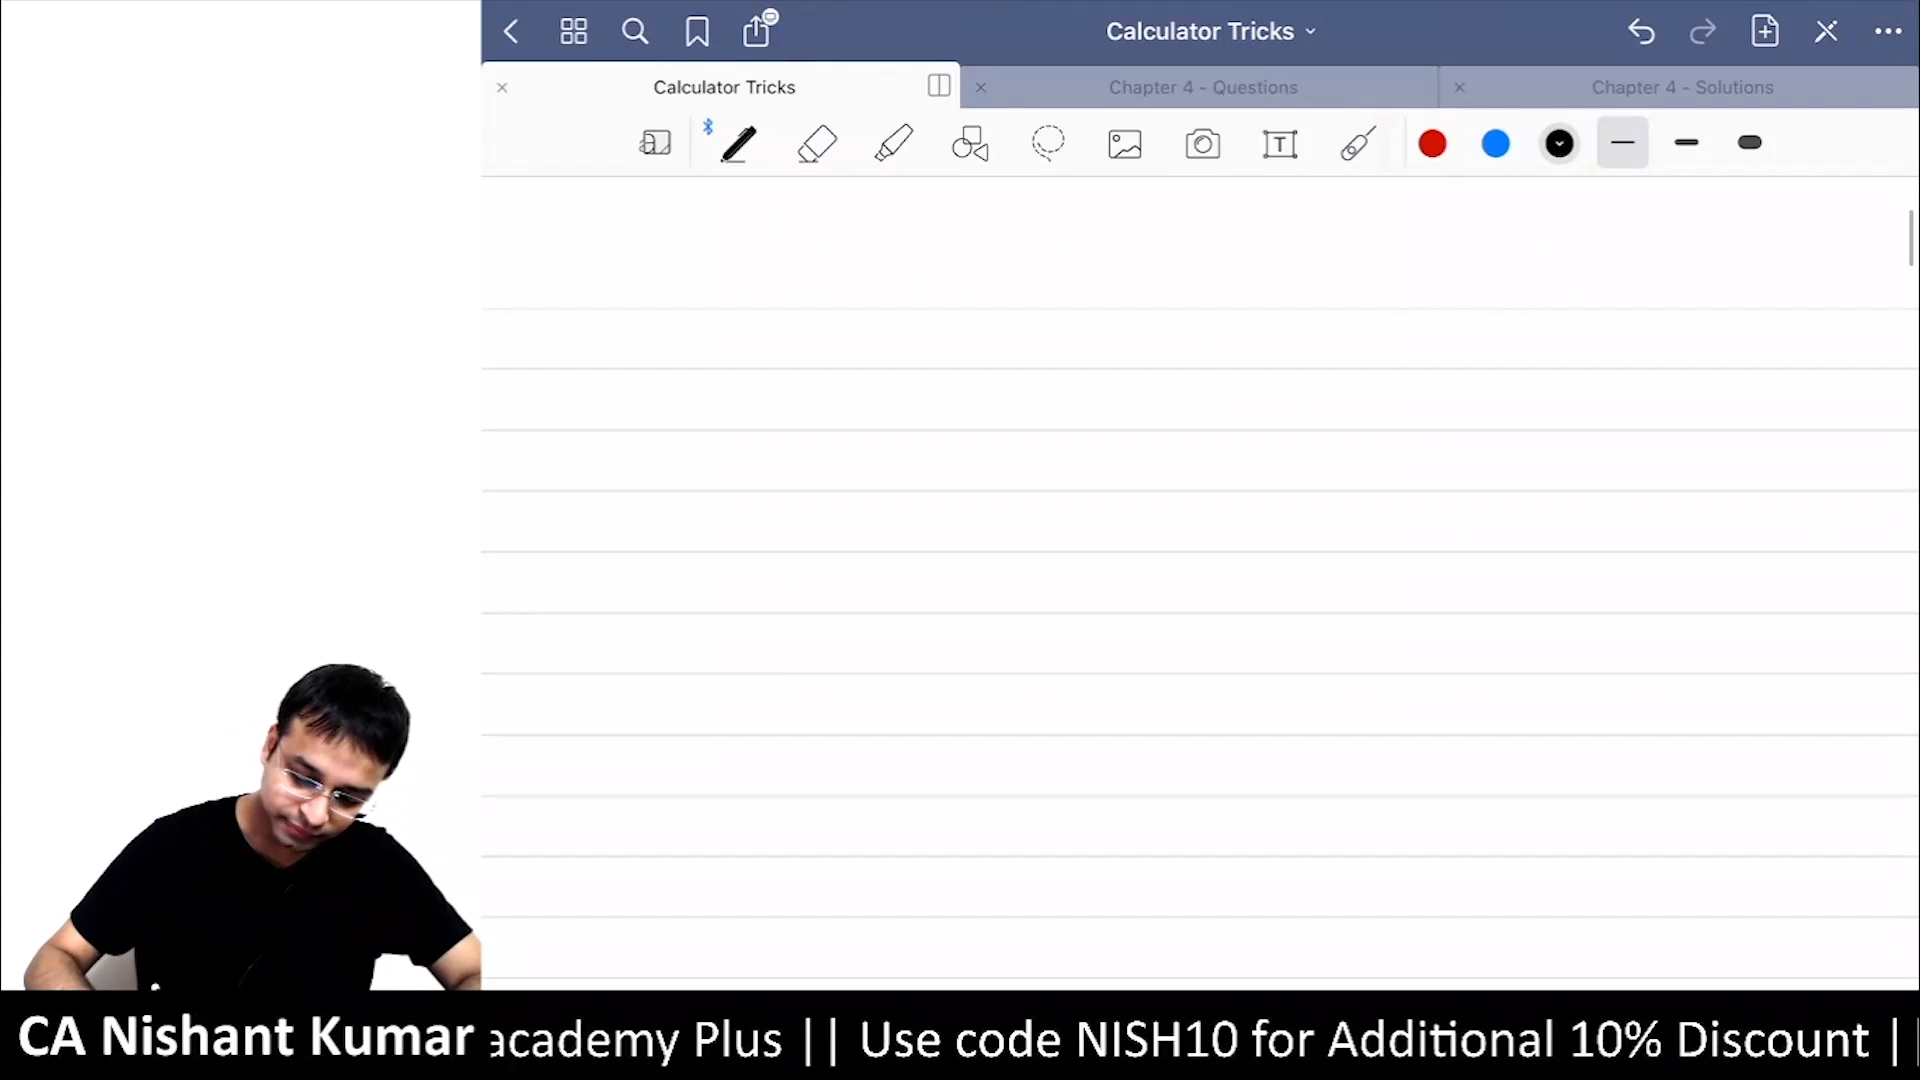 Calculator Tricks
Calculator Tricks
Chapter 4 - Questions
Chapter 4 - Solutions
T
CA Nishant Kumar
academy Plus || Use code NISH10 for Additional 10% Discount |